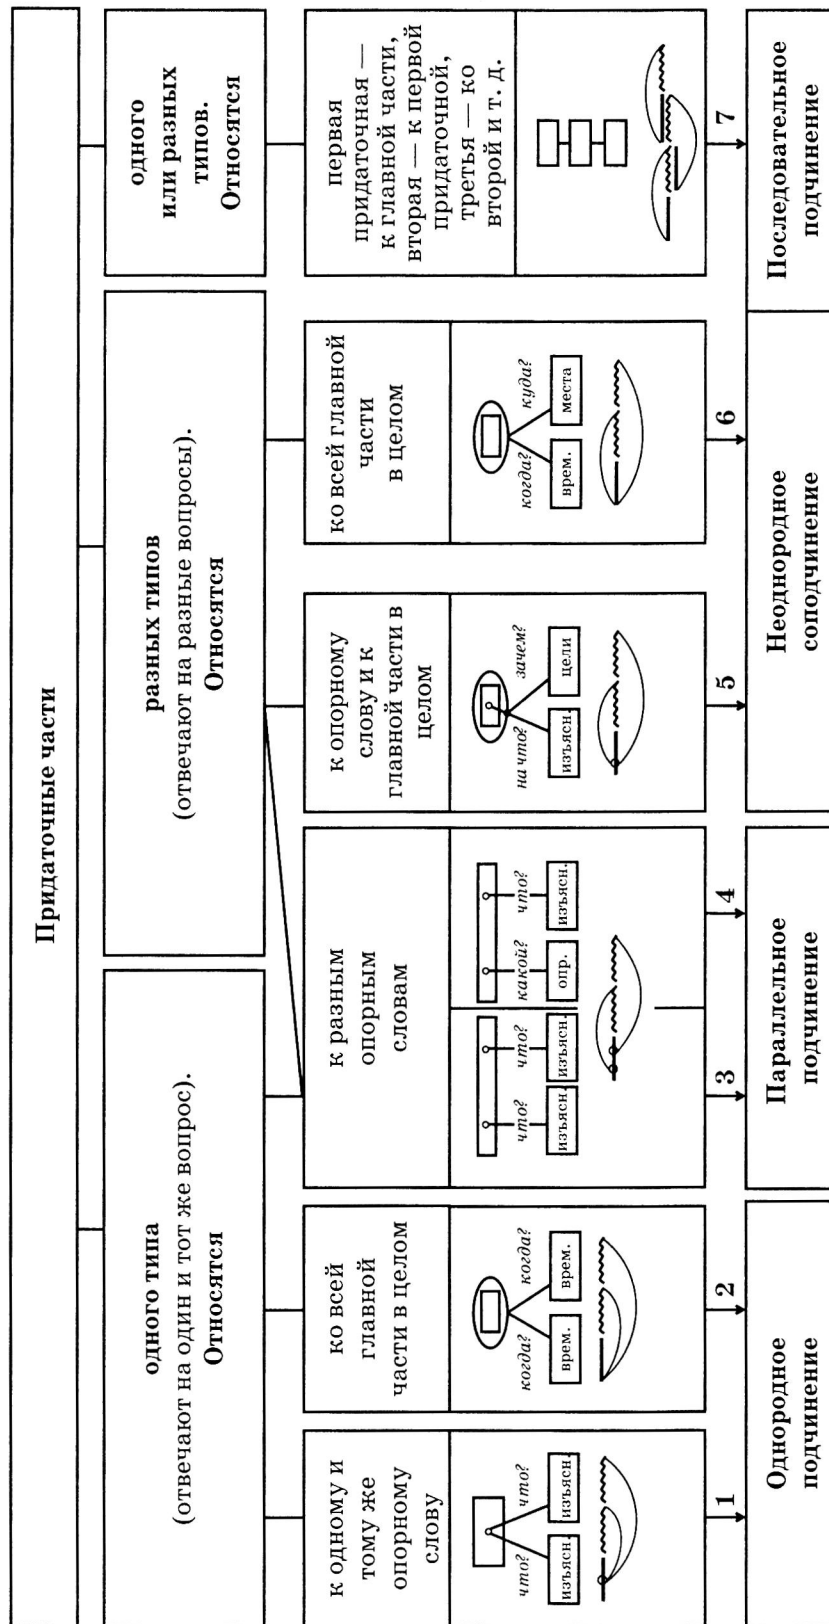 Придаточные части
одного типа
(отвечают на один и тот же вопрос).
Относятся
разных типов
(отвечают на разные вопросы).
Относятся
одного
или разных
типов.
Относятся
к одному и
тому же
опорному
слову
ко всей
главной
части в целом
к разным
опорным
словам
к опорному
слову и к
главной части в
целом
ко всей главной
части
в целом
первая
придаточная —
к главной части,
вторая — к первой
придаточной,
третья — ко
второй и т. д.
что? что?
изъясн. изъясн.
когда? когда?
врем. врем.
что? что?
изъясн. изъясн.
какой? что?
опр. изъясн.
на что? зачем?
изъясн. цели
когда? куда?
врем. места
1 2 3 4 5 6 7
Однородное
подчинение
Параллельное
подчинение
Неоднородное
соподчинение
Последовательное
подчинение